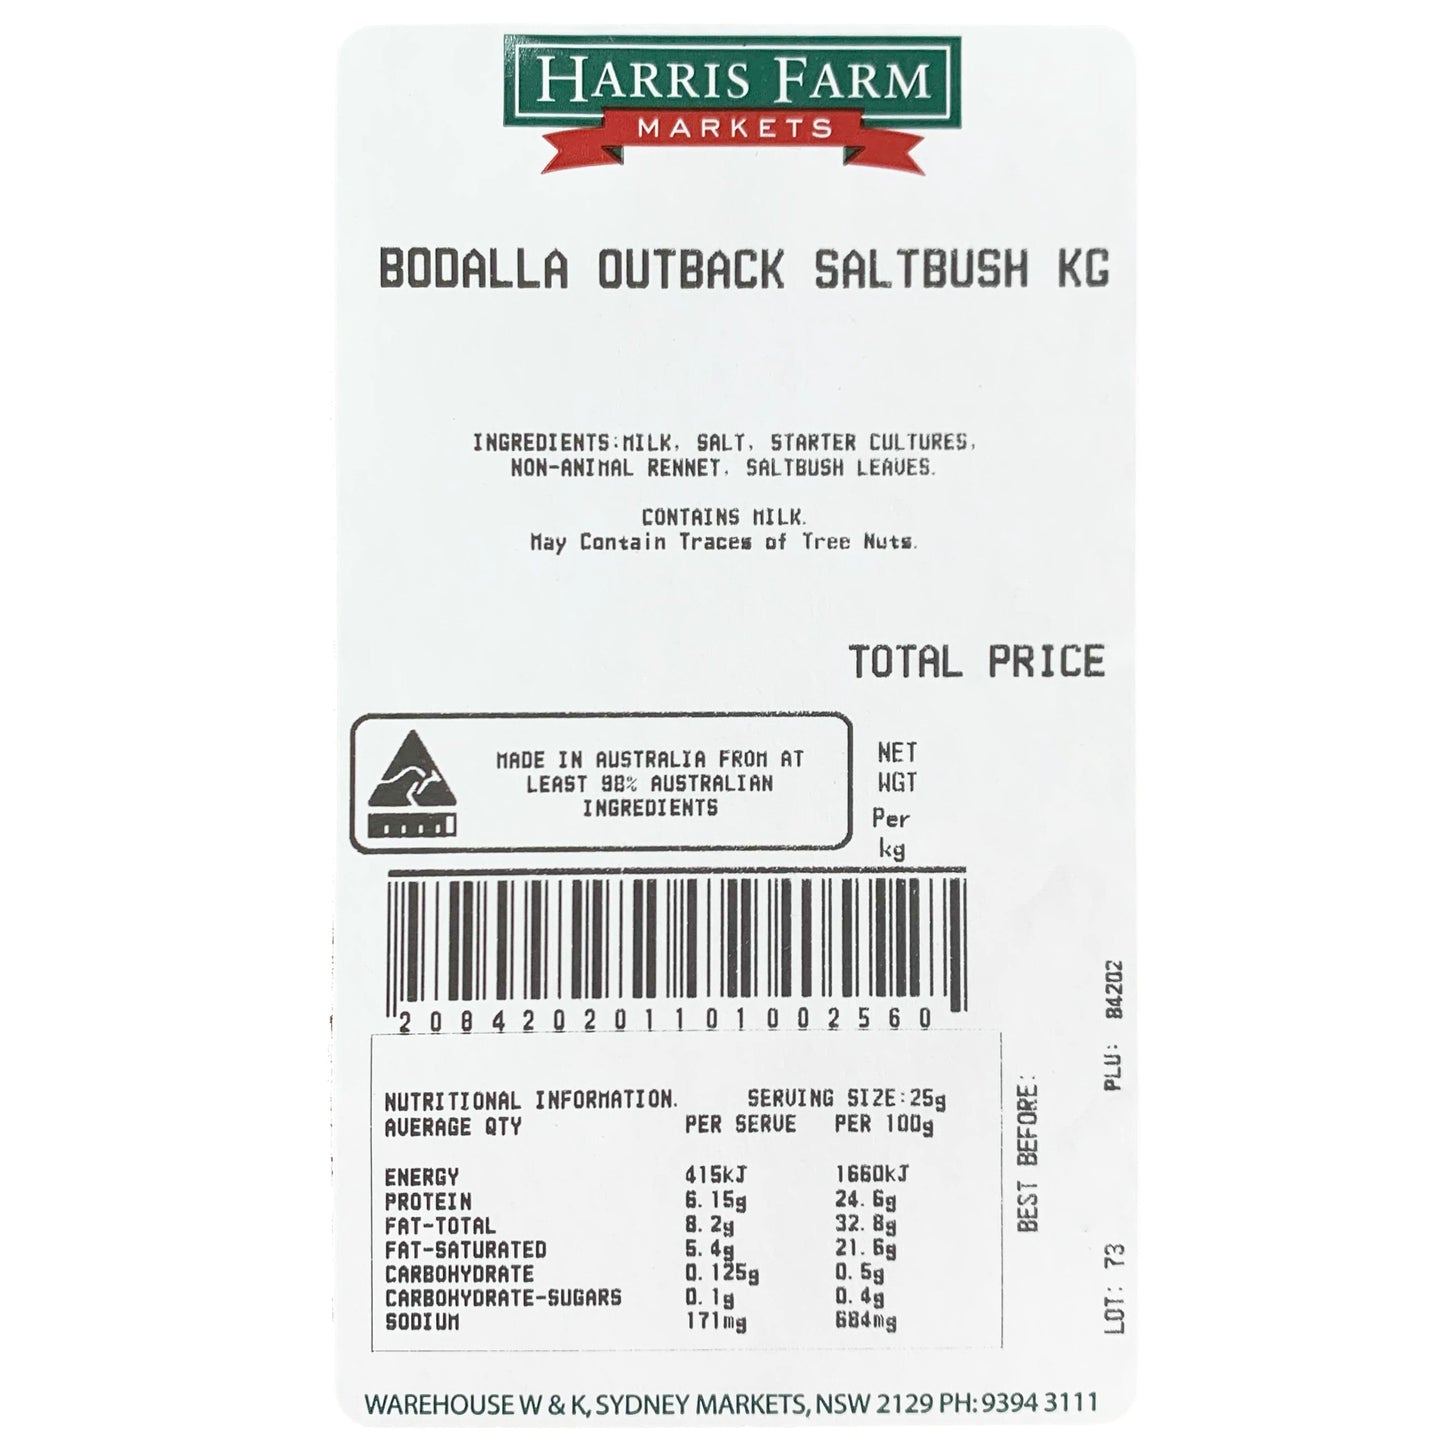 HARRIS FARM
MARKETS
BODALLA OUTBACK SALTBUSH KG
INGREDIENTS:MILK, SALT, STARTER CULTURES,
NON-ANIMAL RENNET, SALTBUSH LEAVES.
CONTAINS MILK.
May Contain Traces of Tree Nuts.
TOTAL PRICE
MADE IN AUSTRALIA FROM AT
LEAST 98% AUSTRALIAN
INGREDIENTS
NET
WGT
Per
kg
208420201101002560
NUTRITIONAL INFORMATION. SERVING SIZE:25g
AVERAGE QTY PER SERVE PER 100g
ENERGY 415kJ 1660kJ
PROTEIN 6.15g 24.6g
FAT-TOTAL 8.2g 32.8g
FAT-SATURATED 5.4g 21.6g
CARBOHYDRATE 0.125g 0.5g
CARBOHYDRATE-SUGARS 0.1g 0.4g
SODIUM 171mg 684mg
BEST BEFORE:
LOT: 73 PLU: 84202
WAREHOUSE W & K, SYDNEY MARKETS, NSW 2129 PH: 9394 3111